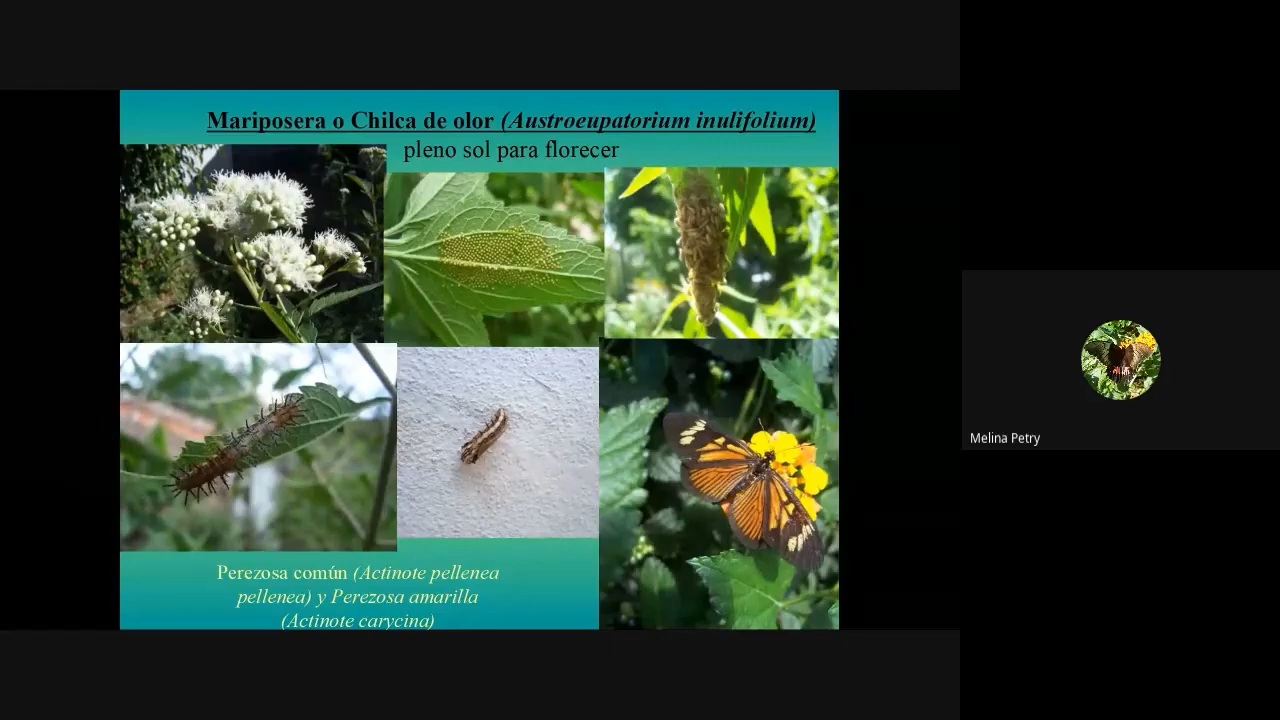 Mariposera o Chilca de olor (Austroeupatorium inulifolium)
pleno sol para florecer
Perezosa común (Actinote pellenea
pellenea) y Perezosa amarilla
(Actinote carycina)
Melina Petry